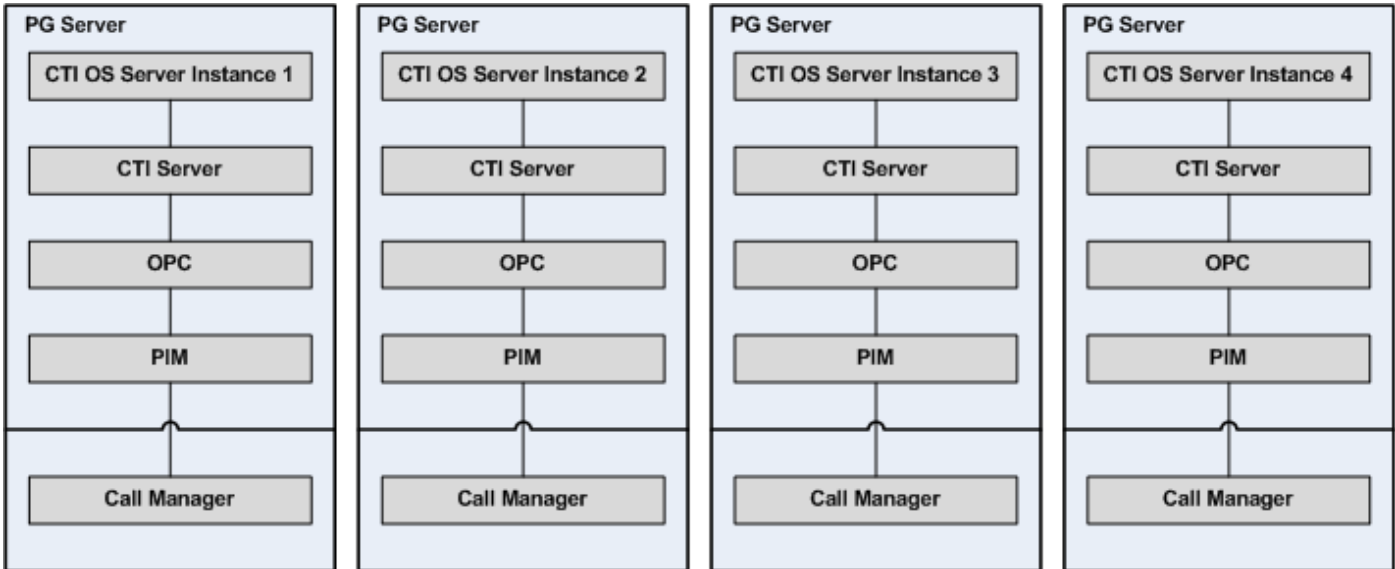 PG Server
CTI OS Server Instance 1
CTI Server
OPC
PIM
Call Manager
PG Server
CTI OS Server Instance 2
CTI Server
OPC
PIM
Call Manager
PG Server
CTI OS Server Instance 3
CTI Server
OPC
PIM
Call Manager
PG Server
CTI OS Server Instance 4
CTI Server
OPC
PIM
Call Manager